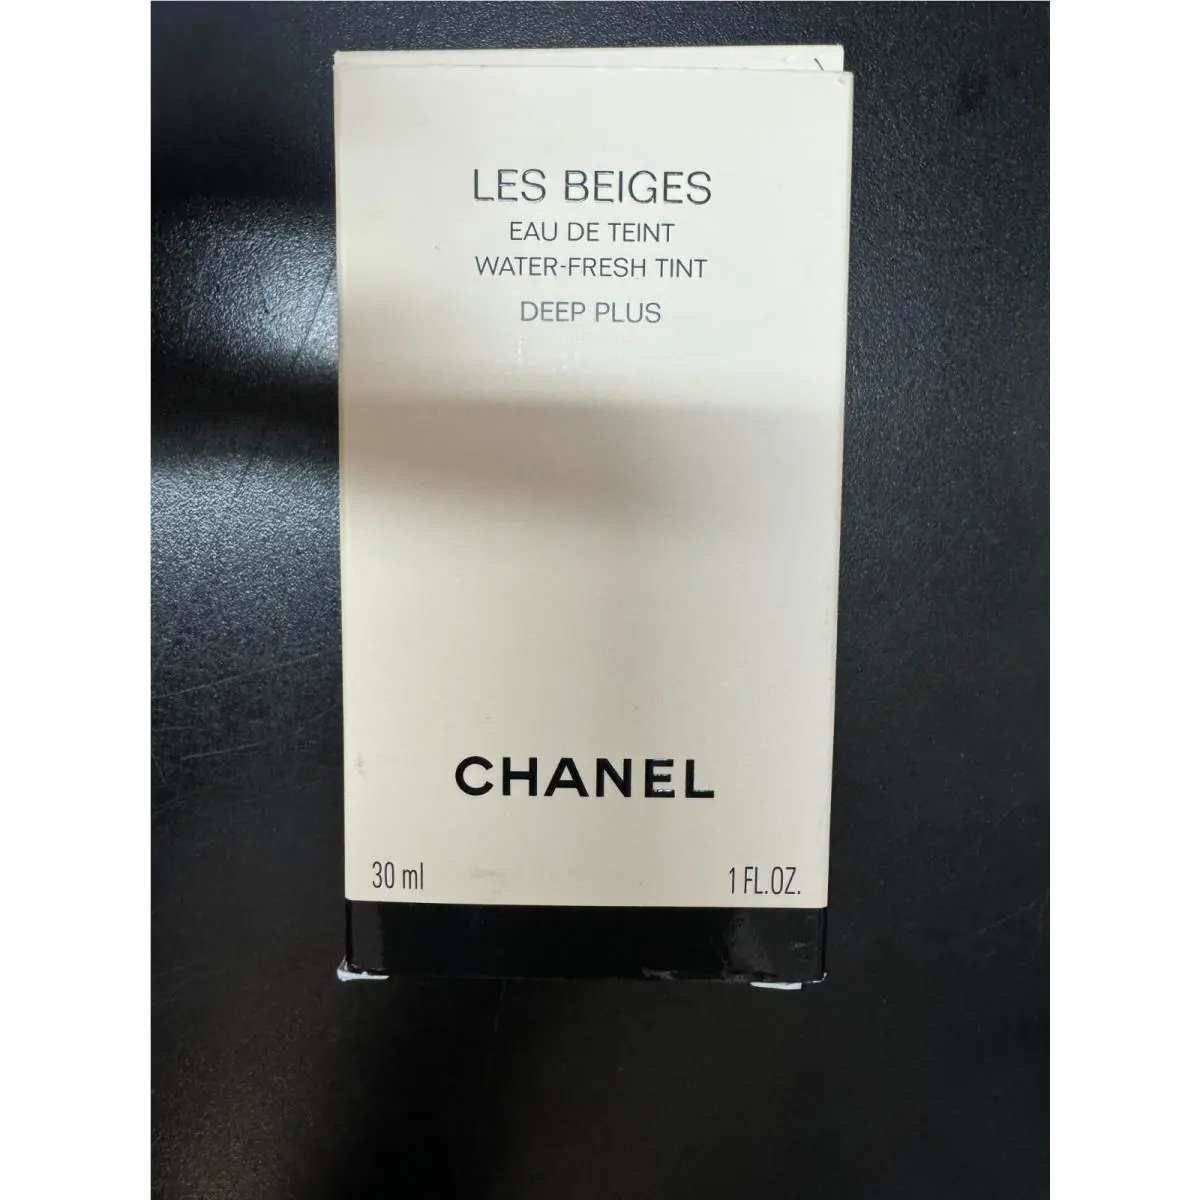 LES BEIGES
EAU DE TEINT
WATER-FRESH TINT
DEEP PLUS
CHANEL
30 ml 1 FL.OZ.